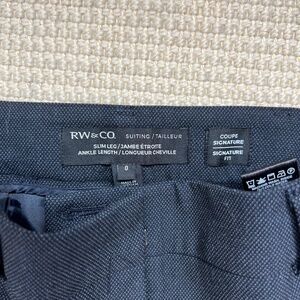 RW&CO. SUITING / TAILLEUR
SLIM LEG / JAMBE ÉTROITE
ANKLE LENGTH / LONGUEUR CHEVILLE
0
COUPE
SIGNATURE
SIGNATURE
FIT